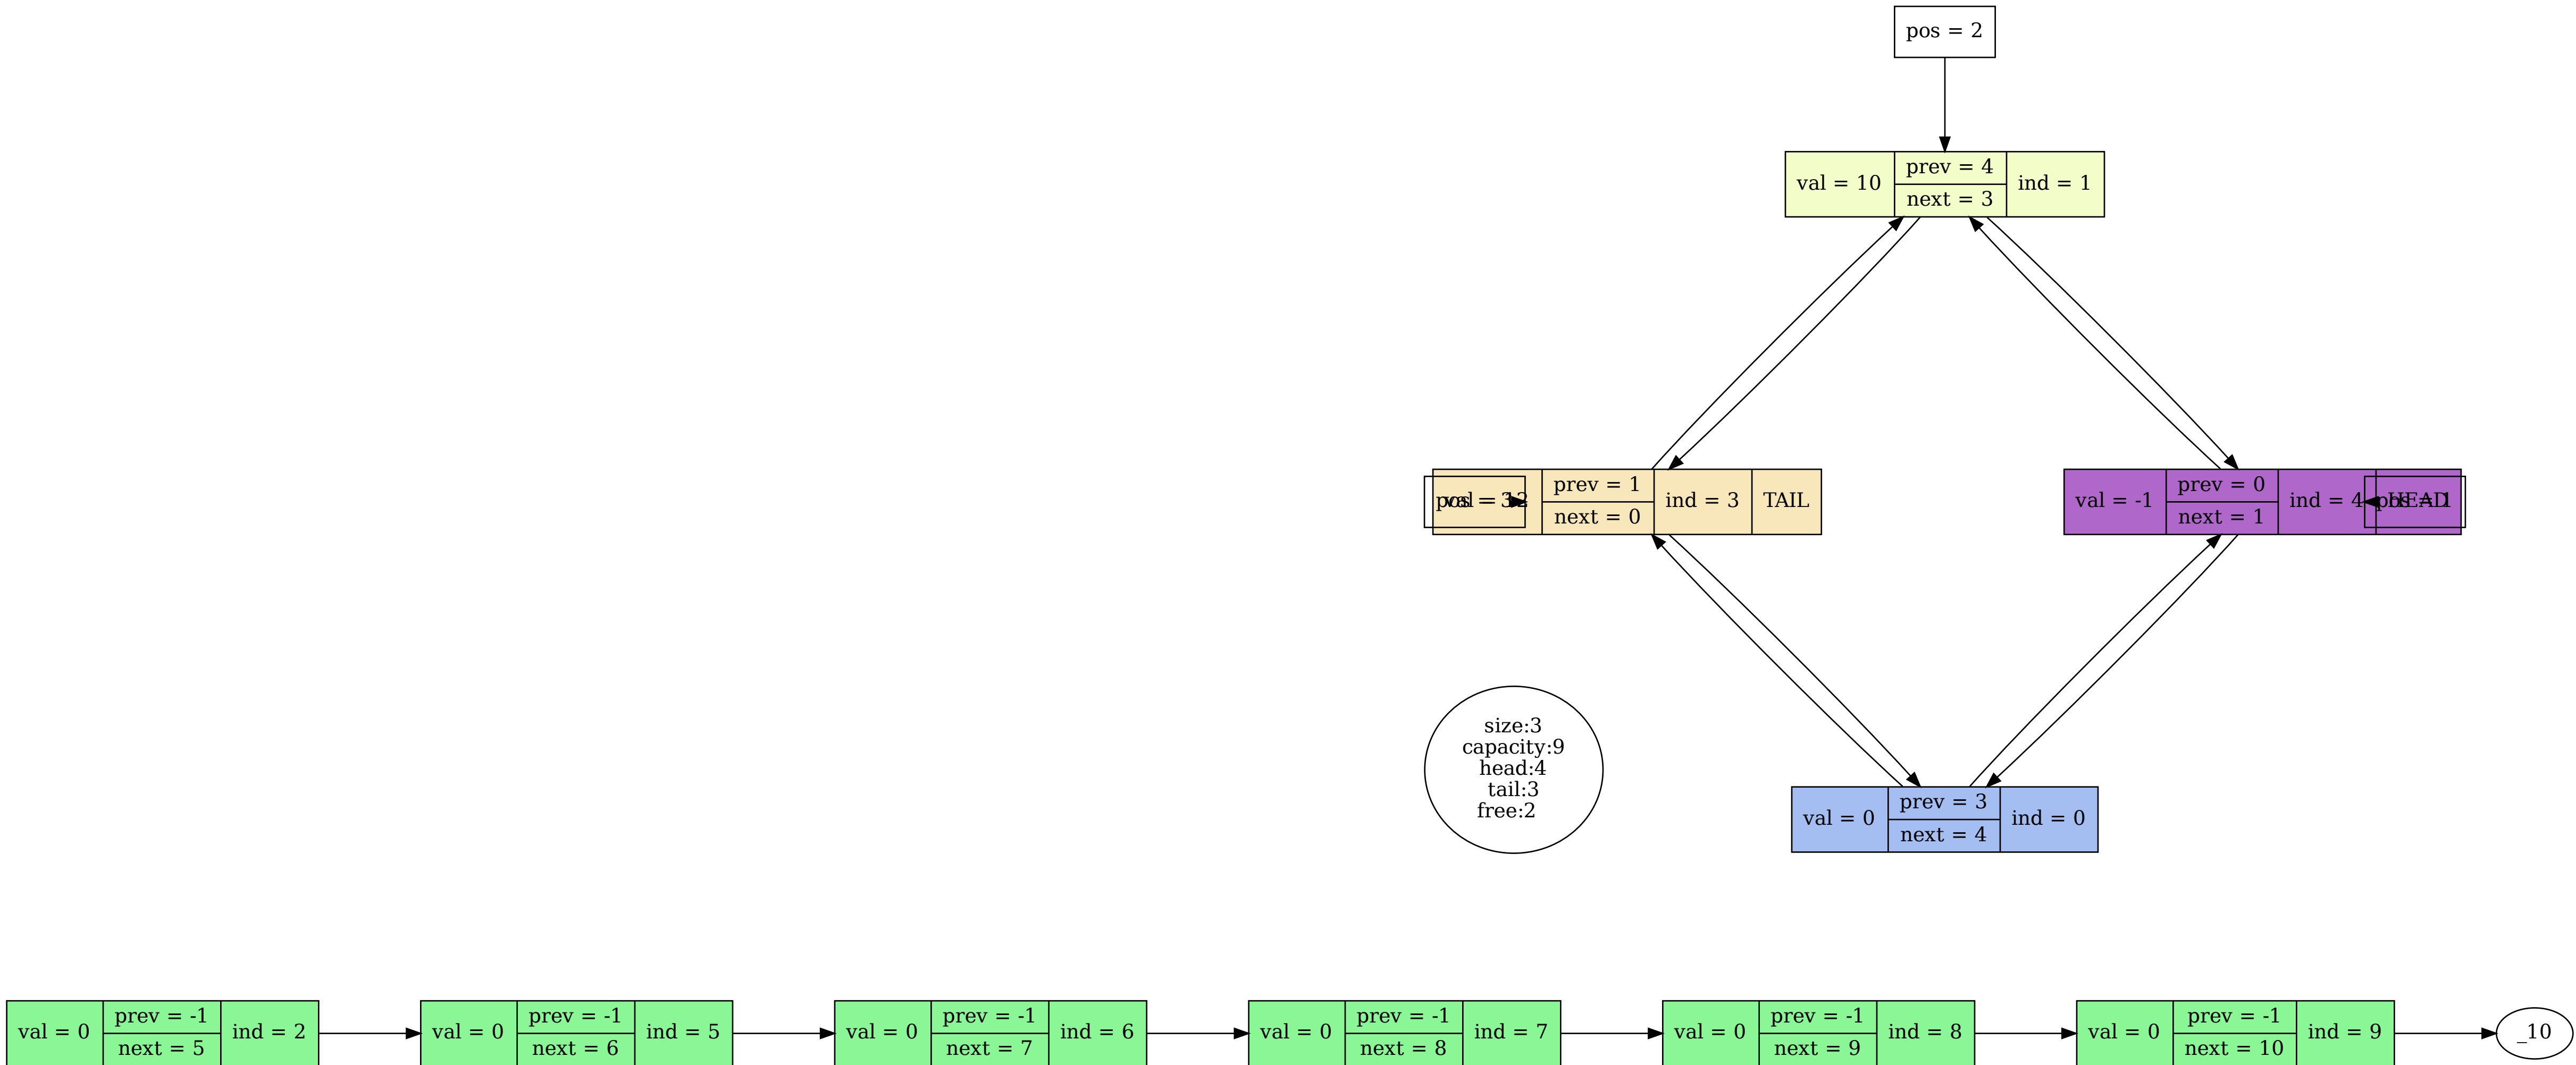 pos = 2
val = 10
prev = 4
next = 3
ind = 1
prev = 1
next = 0
ind = 3
TAIL
val = -1
prev = 0
next = 1
ind = 4
HEAD
size:3
capacity:9
head:4
tail:3
free:2
val = 0
prev = 3
next = 4
ind = 0
val = 0
prev = -1
next = 5
ind = 2
val = 0
prev = -1
next = 6
ind = 5
val = 0
prev = -1
next = 7
ind = 6
val = 0
prev = -1
next = 8
ind = 7
val = 0
prev = -1
next = 9
ind = 8
val = 0
prev = -1
next = 10
ind = 9
_10